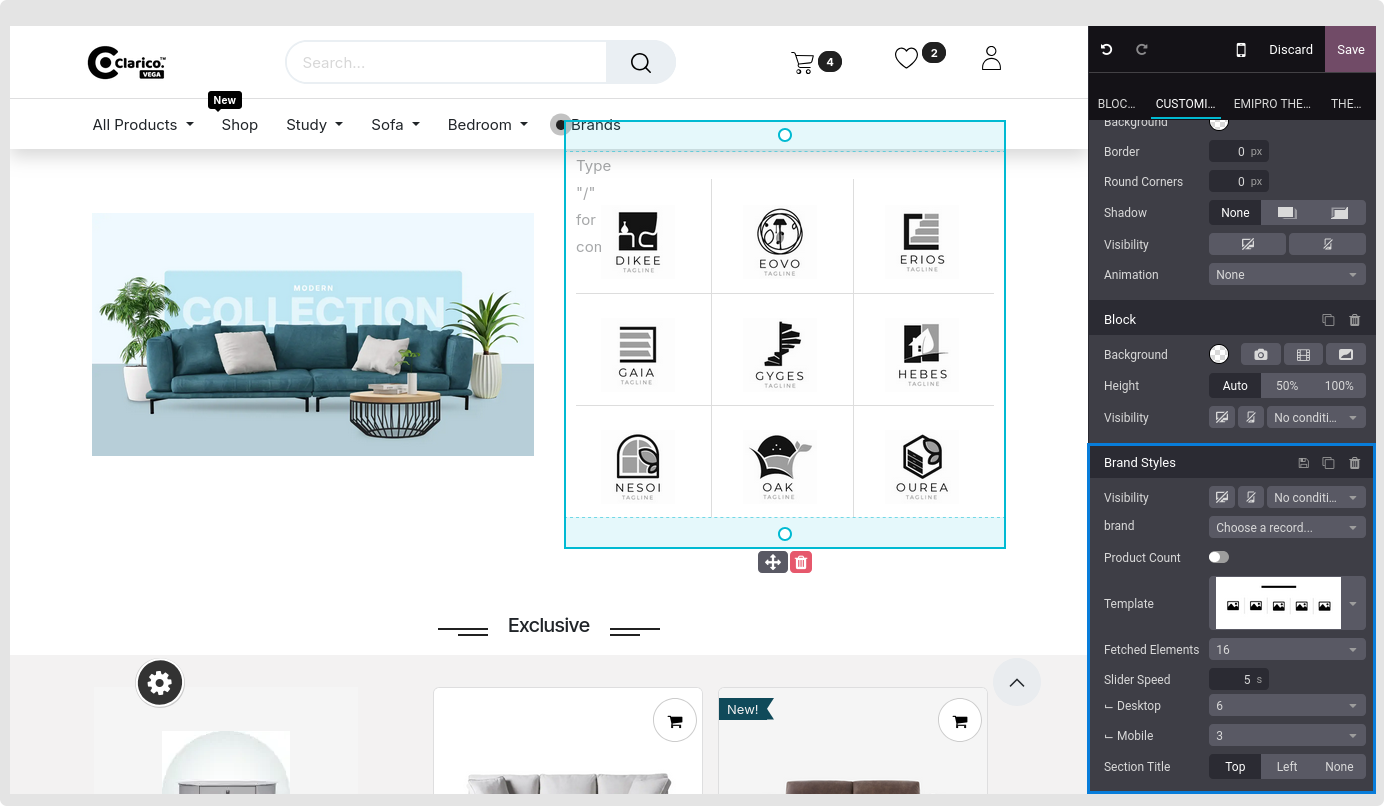 Clarico.™
VEGA
Search...
4
2
Discard
Save
BLOC...
CUSTOMI...
EMIPRO THE...
THE...
New
All Products
Shop
Study
Sofa
Bedroom
Brands
Type
"/"
for
con
DIKEE
TAGLINE
EOVO
TAGLINE
ERIOS
TAGLINE
GAIA
TAGLINE
GYGES
TAGLINE
HEBES
TAGLINE
NESOI
TAGLINE
OAK
TAGLINE
OUREA
TAGLINE
MODERN
COLLECTION
Exclusive
New!
Background
Border 0 px
Round Corners 0 px
Shadow None
Visibility
Animation None
Block
Background
Height Auto 50% 100%
Visibility No conditi...
Brand Styles
Visibility No conditi...
brand Choose a record...
Product Count
Template
Fetched Elements 16
Slider Speed 5 s
Desktop 6
Mobile 3
Section Title Top Left None